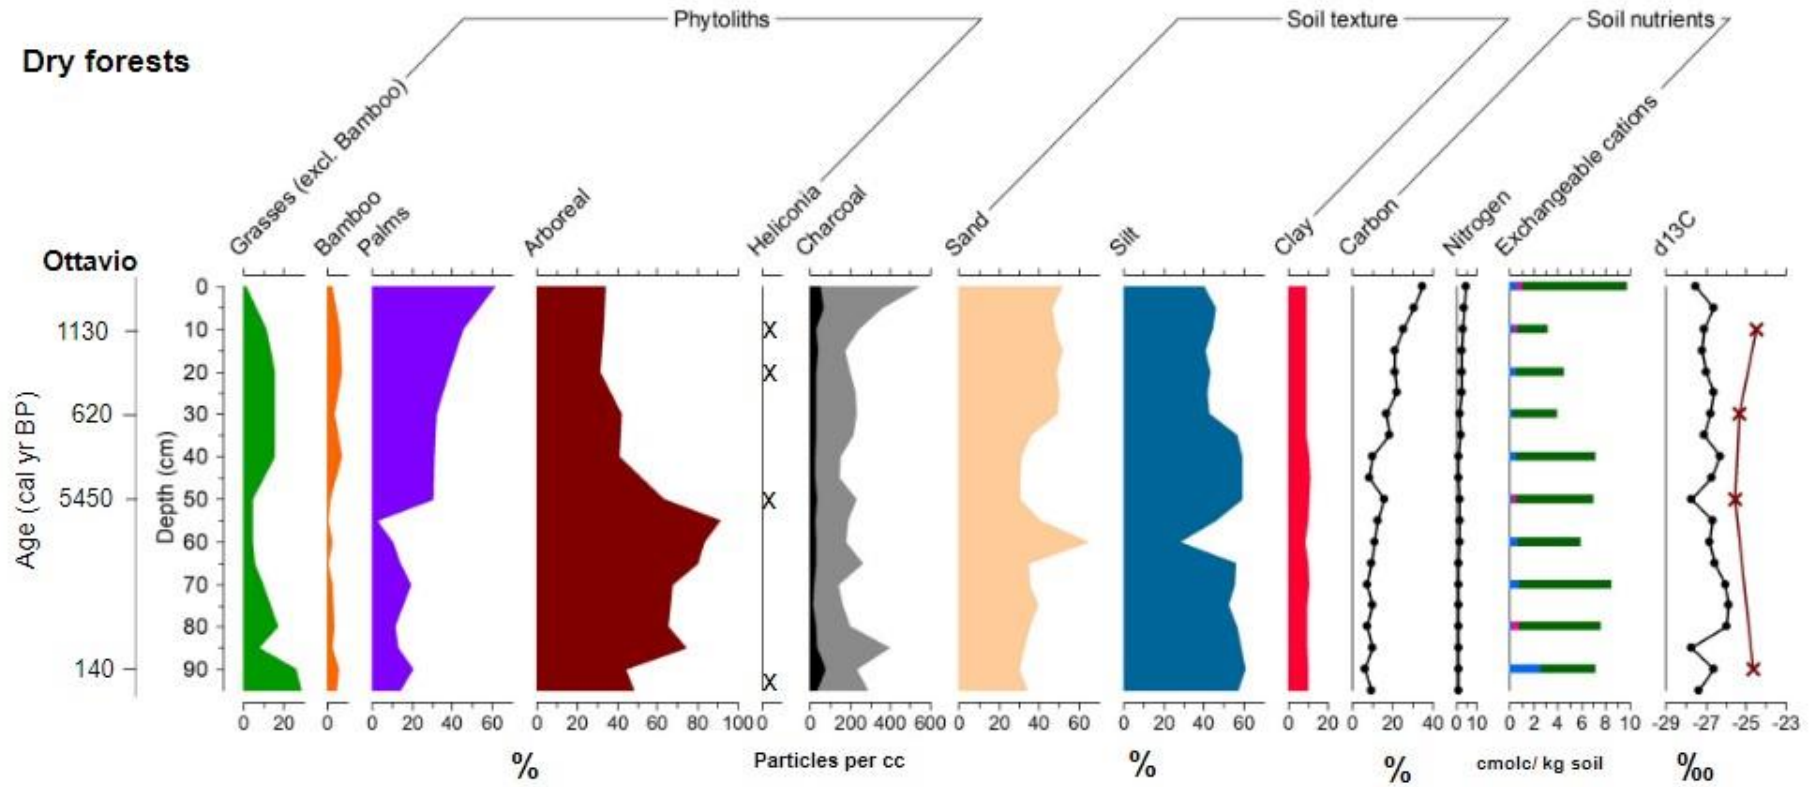 Phytoliths
Soil texture
Soil nutrients
Dry forests
Grasses (excl. Bamboo)
Bamboo
Palms
Arboreal
Heliconia
Charcoal
Sand
Silt
Clay
Carbon
Nitrogen
Exchangeable cations
d13C
Ottavio
Age (cal yr BP)
1130
620
5450
140
Depth (cm)
0
10
20
30
40
50
60
70
80
90
X
X
X
X
0 20
0
0 20 40 60
0 20 40 60 80 100
0
0 200 400 600
0 20 40 60
0 20 40 60
0 20
0 20 40
0 10
0 2 4 6 8 10
-29 -27 -25 -23
%
Particles per cc
%
%
cmolc/ kg soil
‰